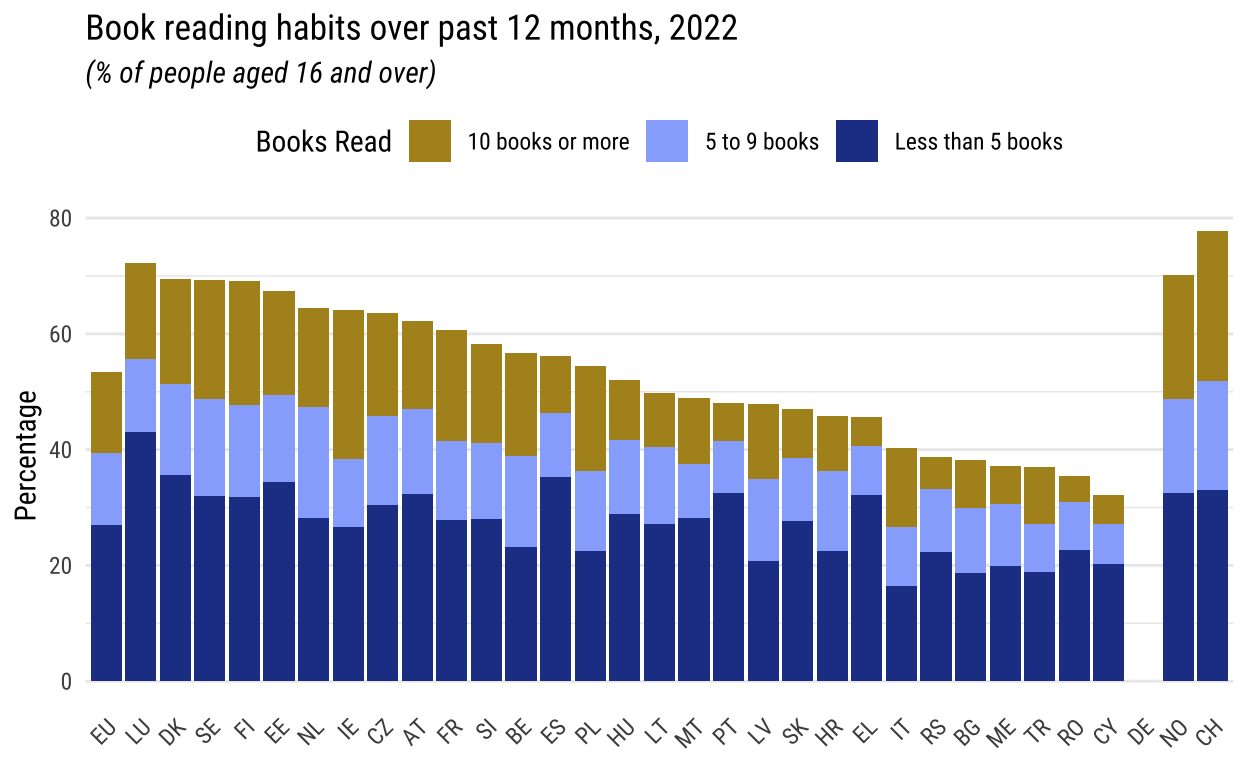 Book reading habits over past 12 months, 2022
(% of people aged 16 and over)
Books Read 10 books or more 5 to 9 books Less than 5 books
Percentage
80
60
40
20
0
EU LU DK SE FI EE NL IE CZ AT FR SI BE ES PL HU LT MT PT LV SK HR EL IT RS BG ME TR RO CY DE NO CH